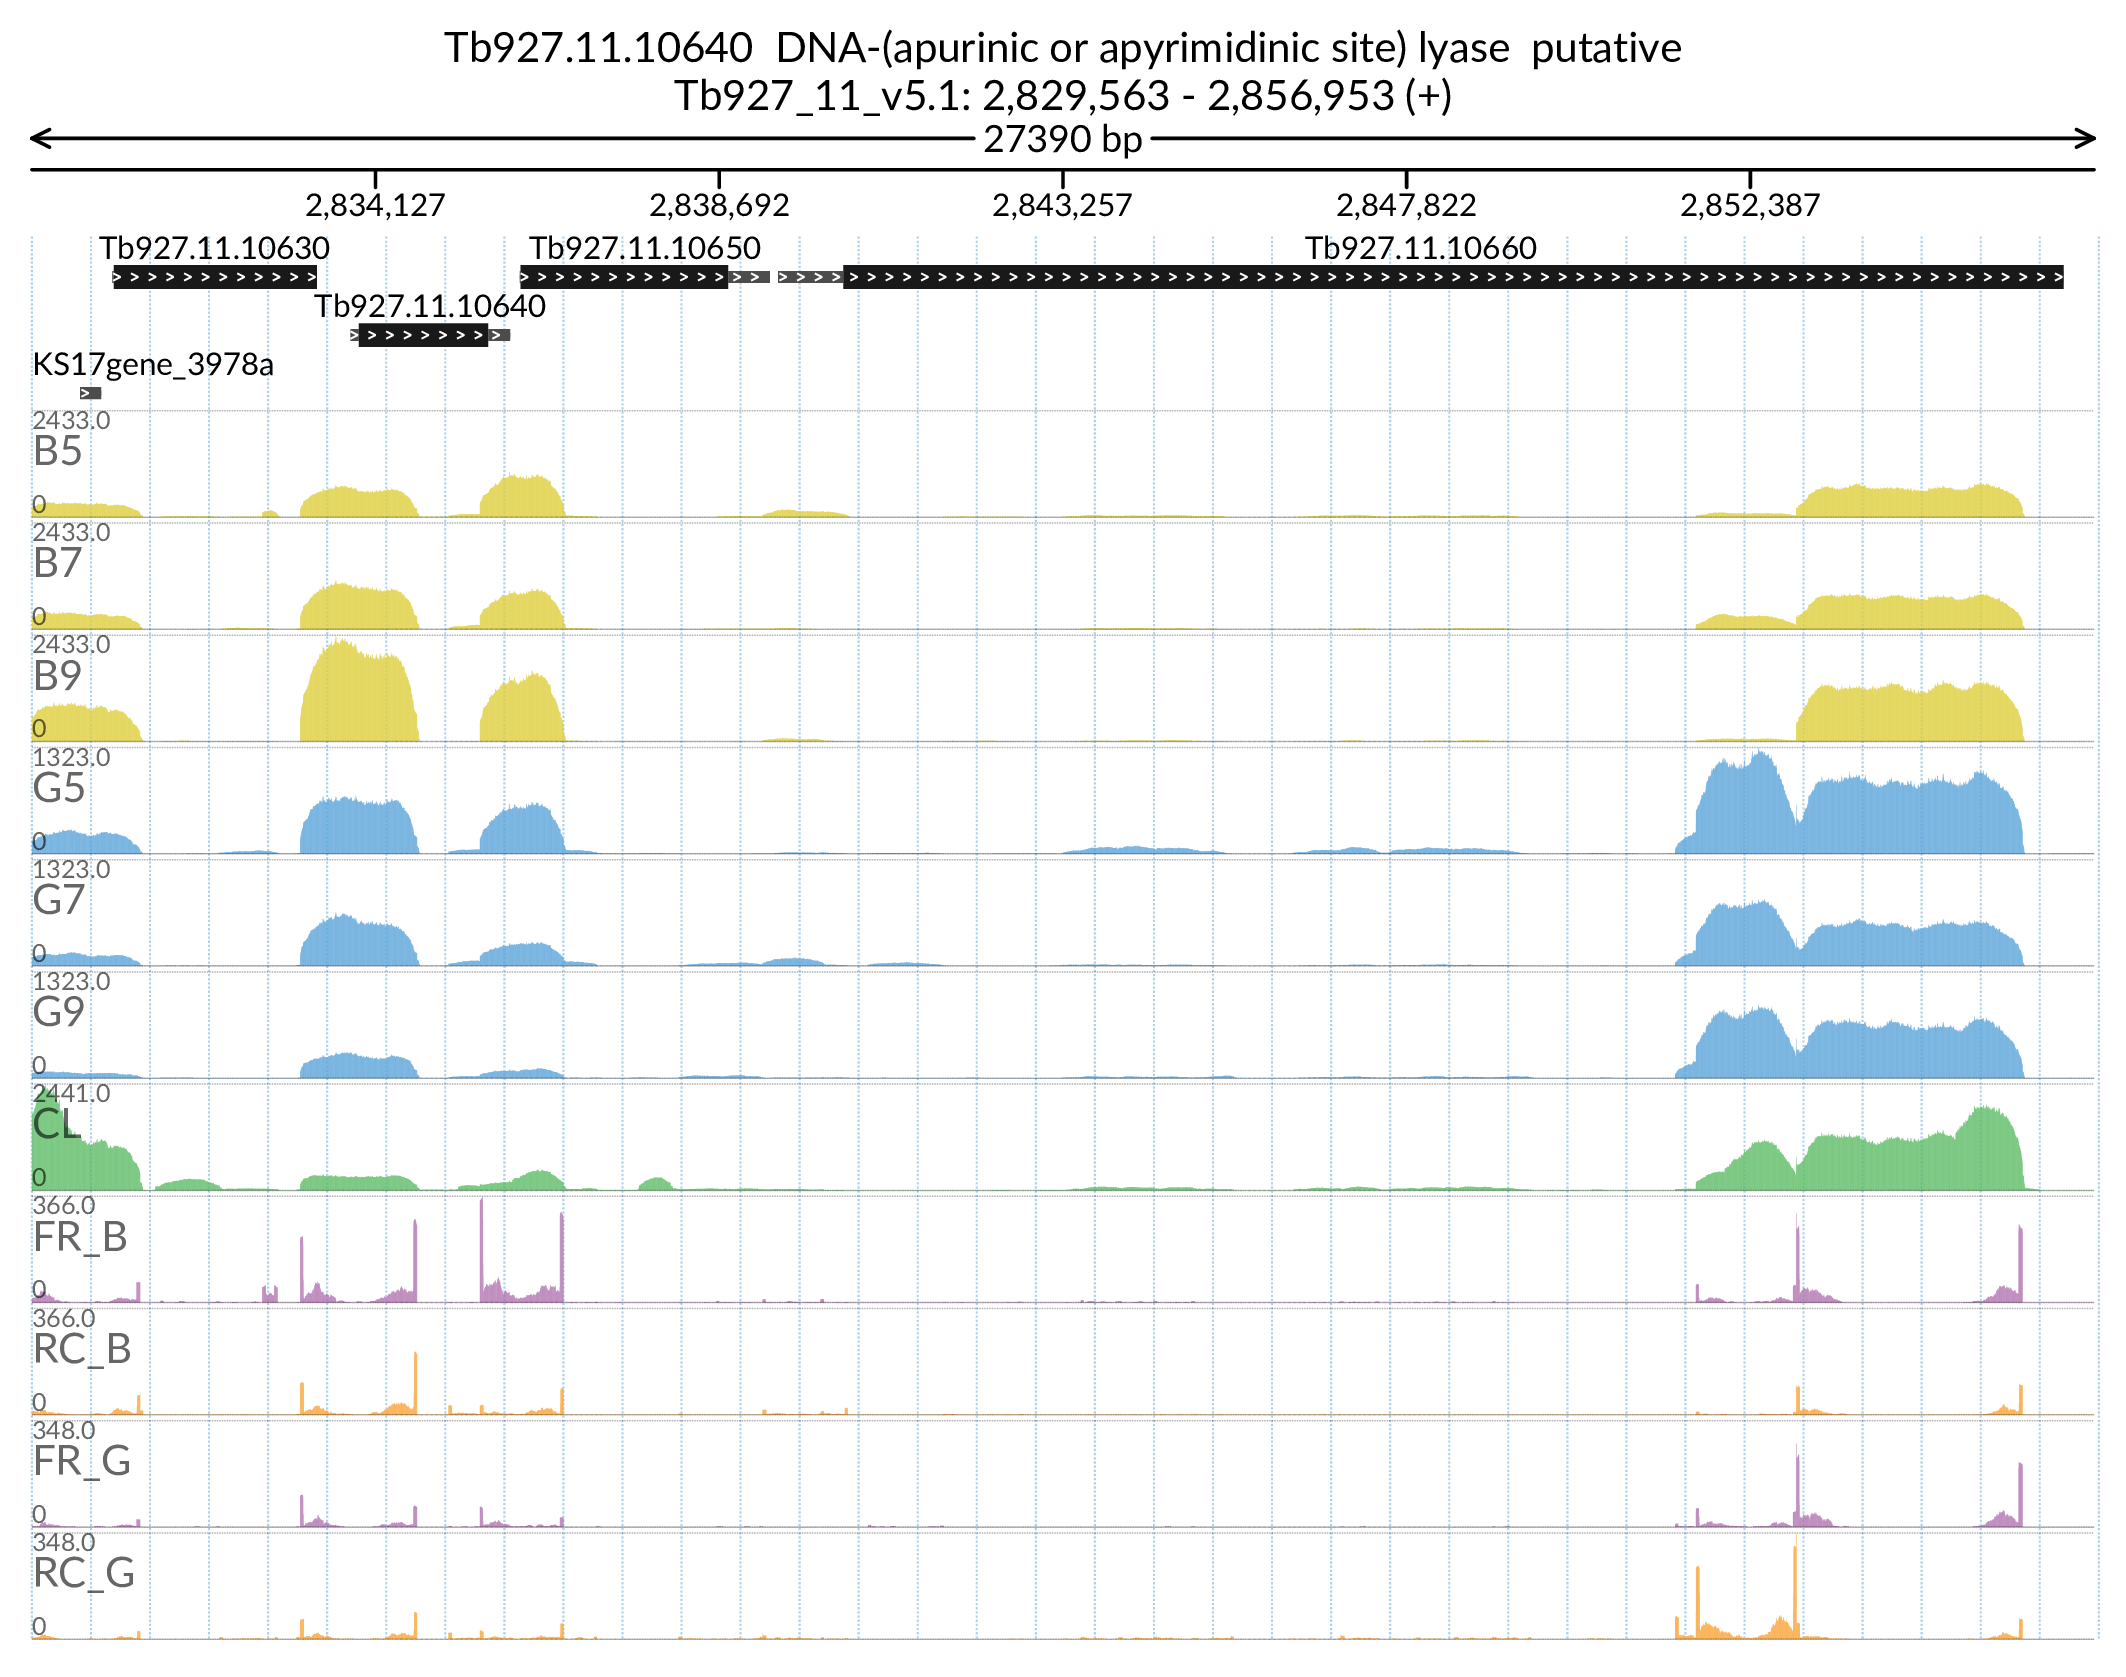 Tb927.11.10640  DNA-(apurinic or apyrimidinic site) lyase  putative
Tb927_11_v5.1: 2,829,563 - 2,856,953 (+)
27390 bp
2,834,127 2,838,692 2,843,257 2,847,822 2,852,387
Tb927.11.10630 Tb927.11.10650 Tb927.11.10660
Tb927.11.10640
KS17gene_3978a
2433.0
B5
0
2433.0
B7
0
2433.0
B9
0
1323.0
G5
0
1323.0
G7
0
1323.0
G9
0
2441.0
CL
0
366.0
FR_B
0
366.0
RC_B
0
348.0
FR_G
0
348.0
RC_G
0